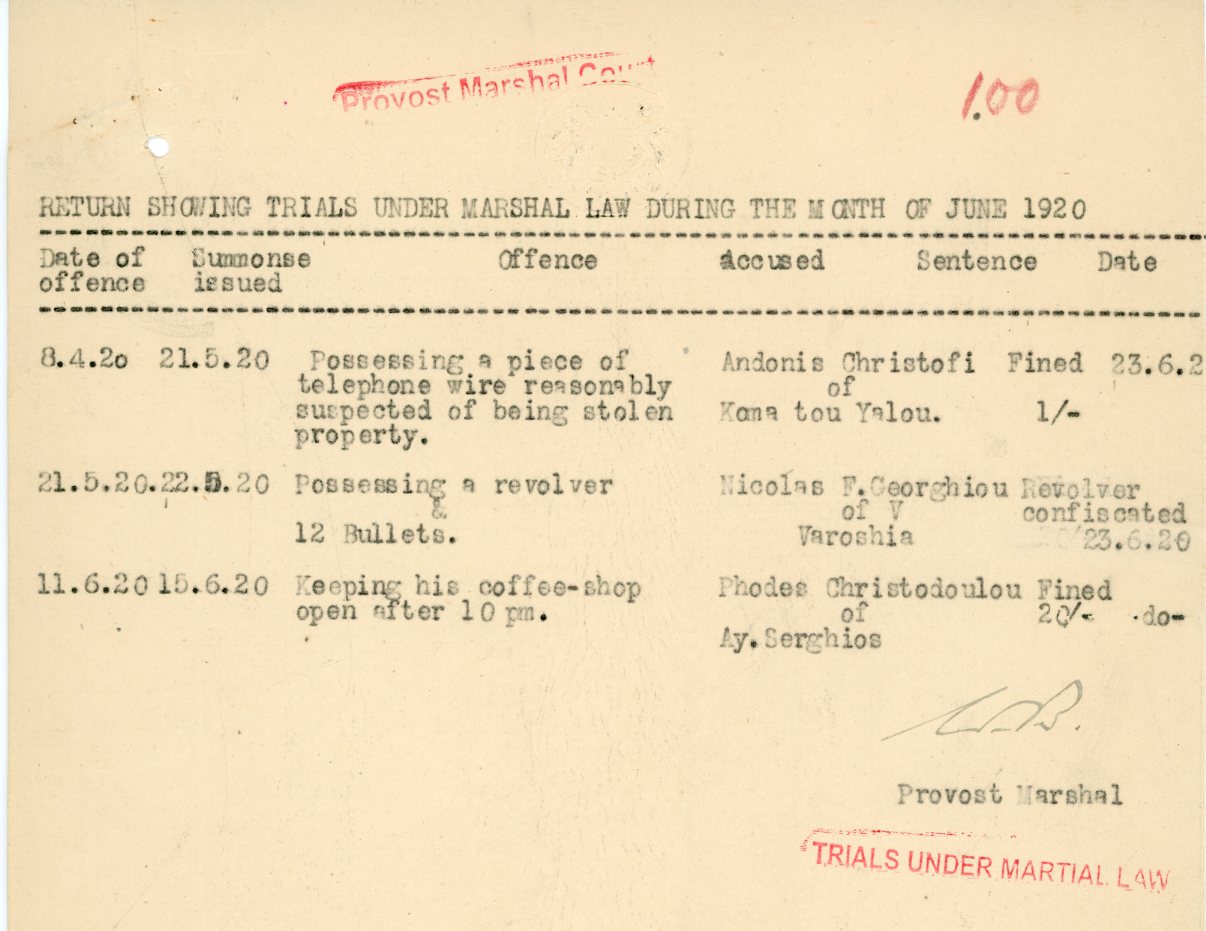 Provost Marshal Court
1.00
RETURN SHOWING TRIALS UNDER MARSHAL LAW DURING THE MONTH OF JUNE 1920
Date of Summonse Offence Accused Sentence Date
offence issued
8.4.20 21.5.20 Possessing a piece of Andonis Christofi Fined 23.6.2
telephone wire reasonably of
suspected of being stolen Koma tou Yalou. 1/-
property.
21.5.20. 22.5.20 Possessing a revolver Nicolas F. Georghiou Revolver
& of V confiscated
12 Bullets. Varoshia 23.6.20
11.6.20 15.6.20 Keeping his coffee-shop Phodes Christodoulou Fined
open after 10 pm. of 20/- -do-
Ay. Serghios
W.B.
Provost Marshal
TRIALS UNDER MARTIAL LAW